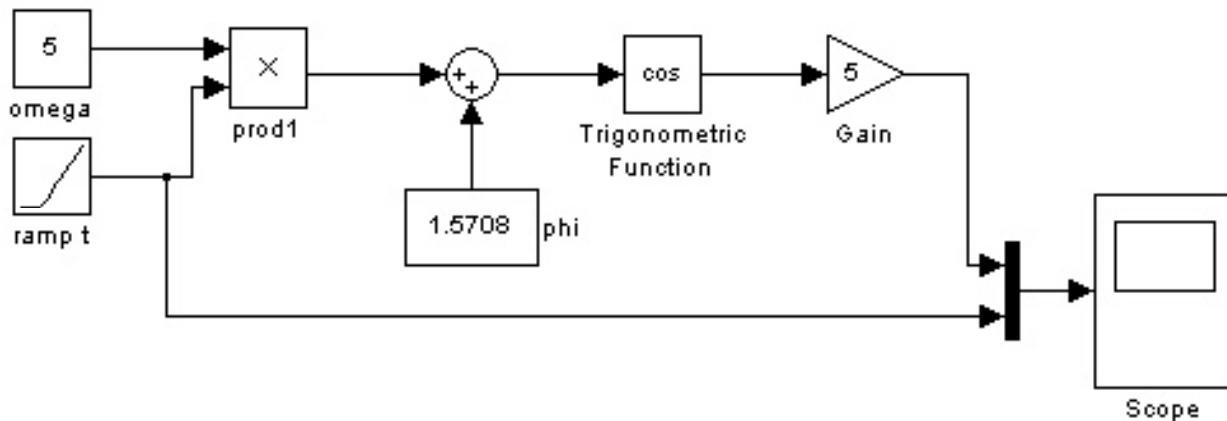 5
omega
×
prod1
+
+
cos
Trigonometric
Function
5
Gain
ramp t
1.5708
phi
Scope